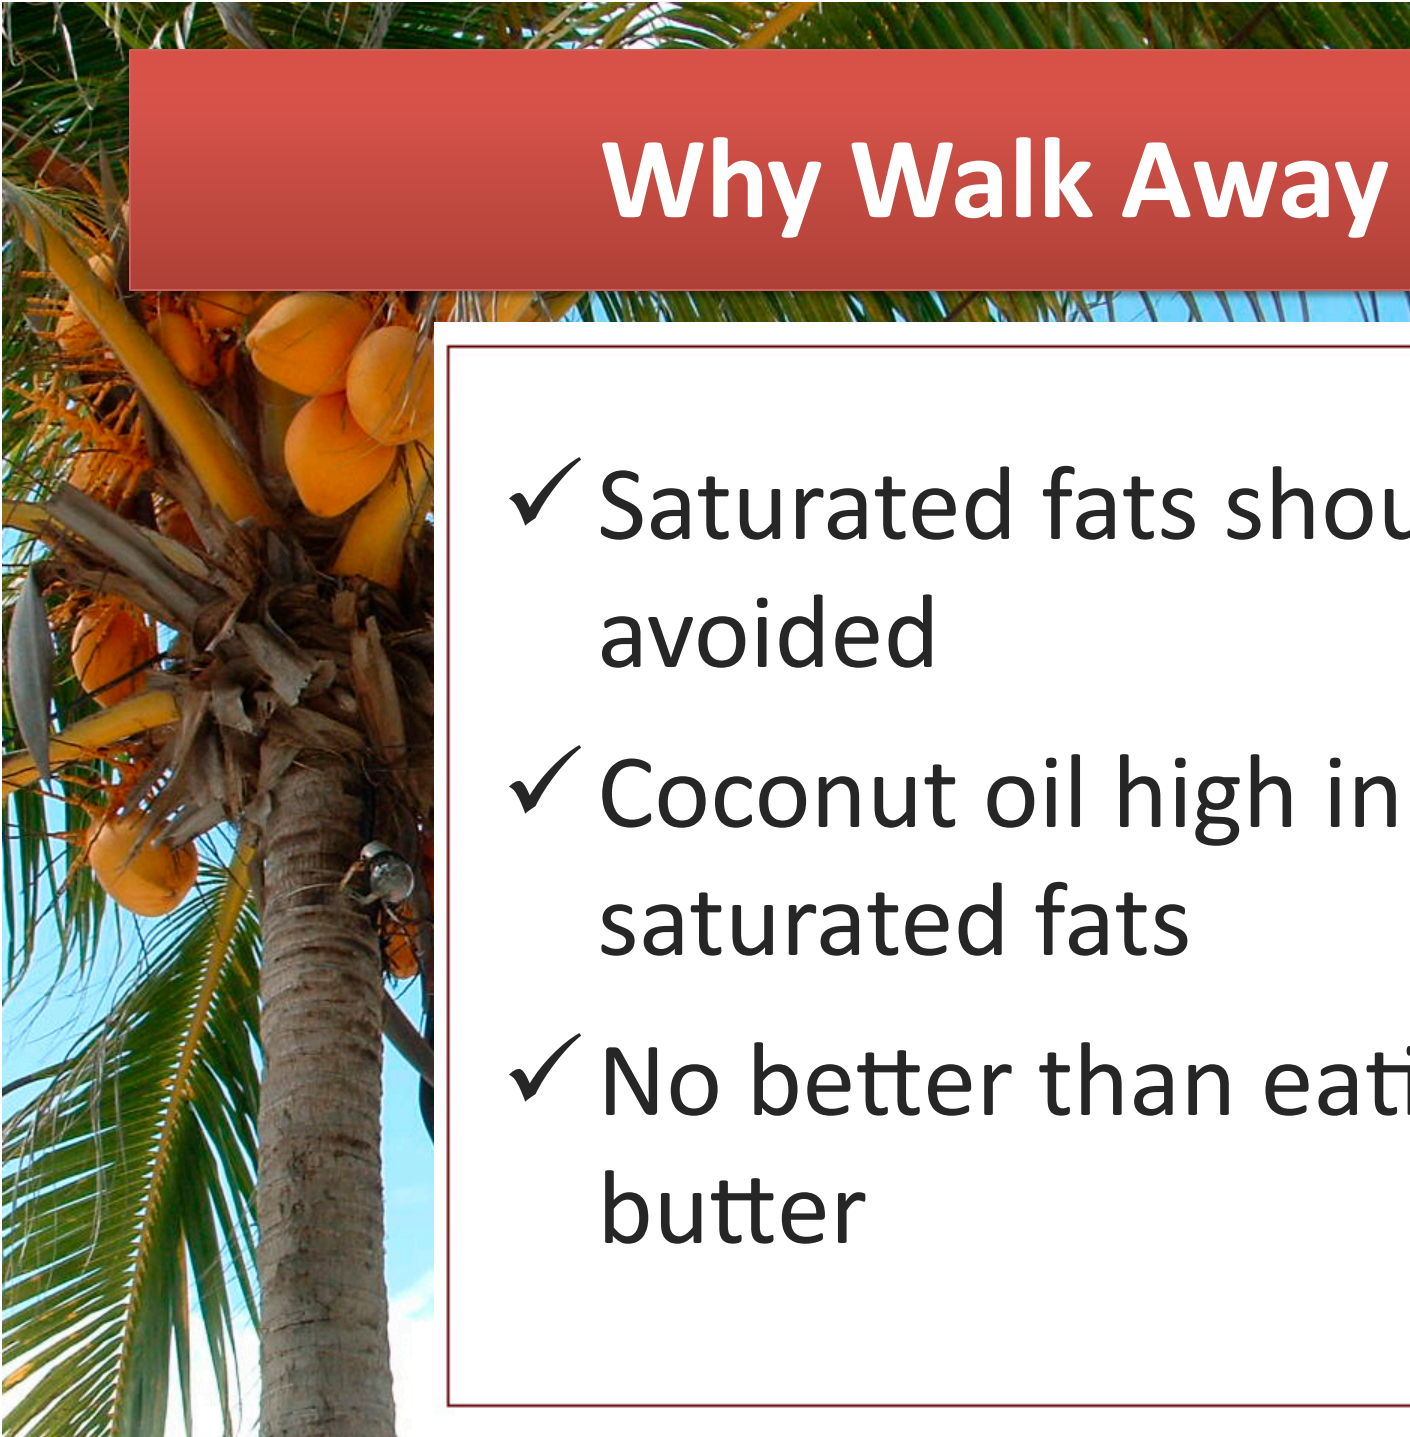 Why Walk Away
✓ Saturated fats shou
avoided
✓ Coconut oil high in
saturated fats
✓ No better than eati
butter